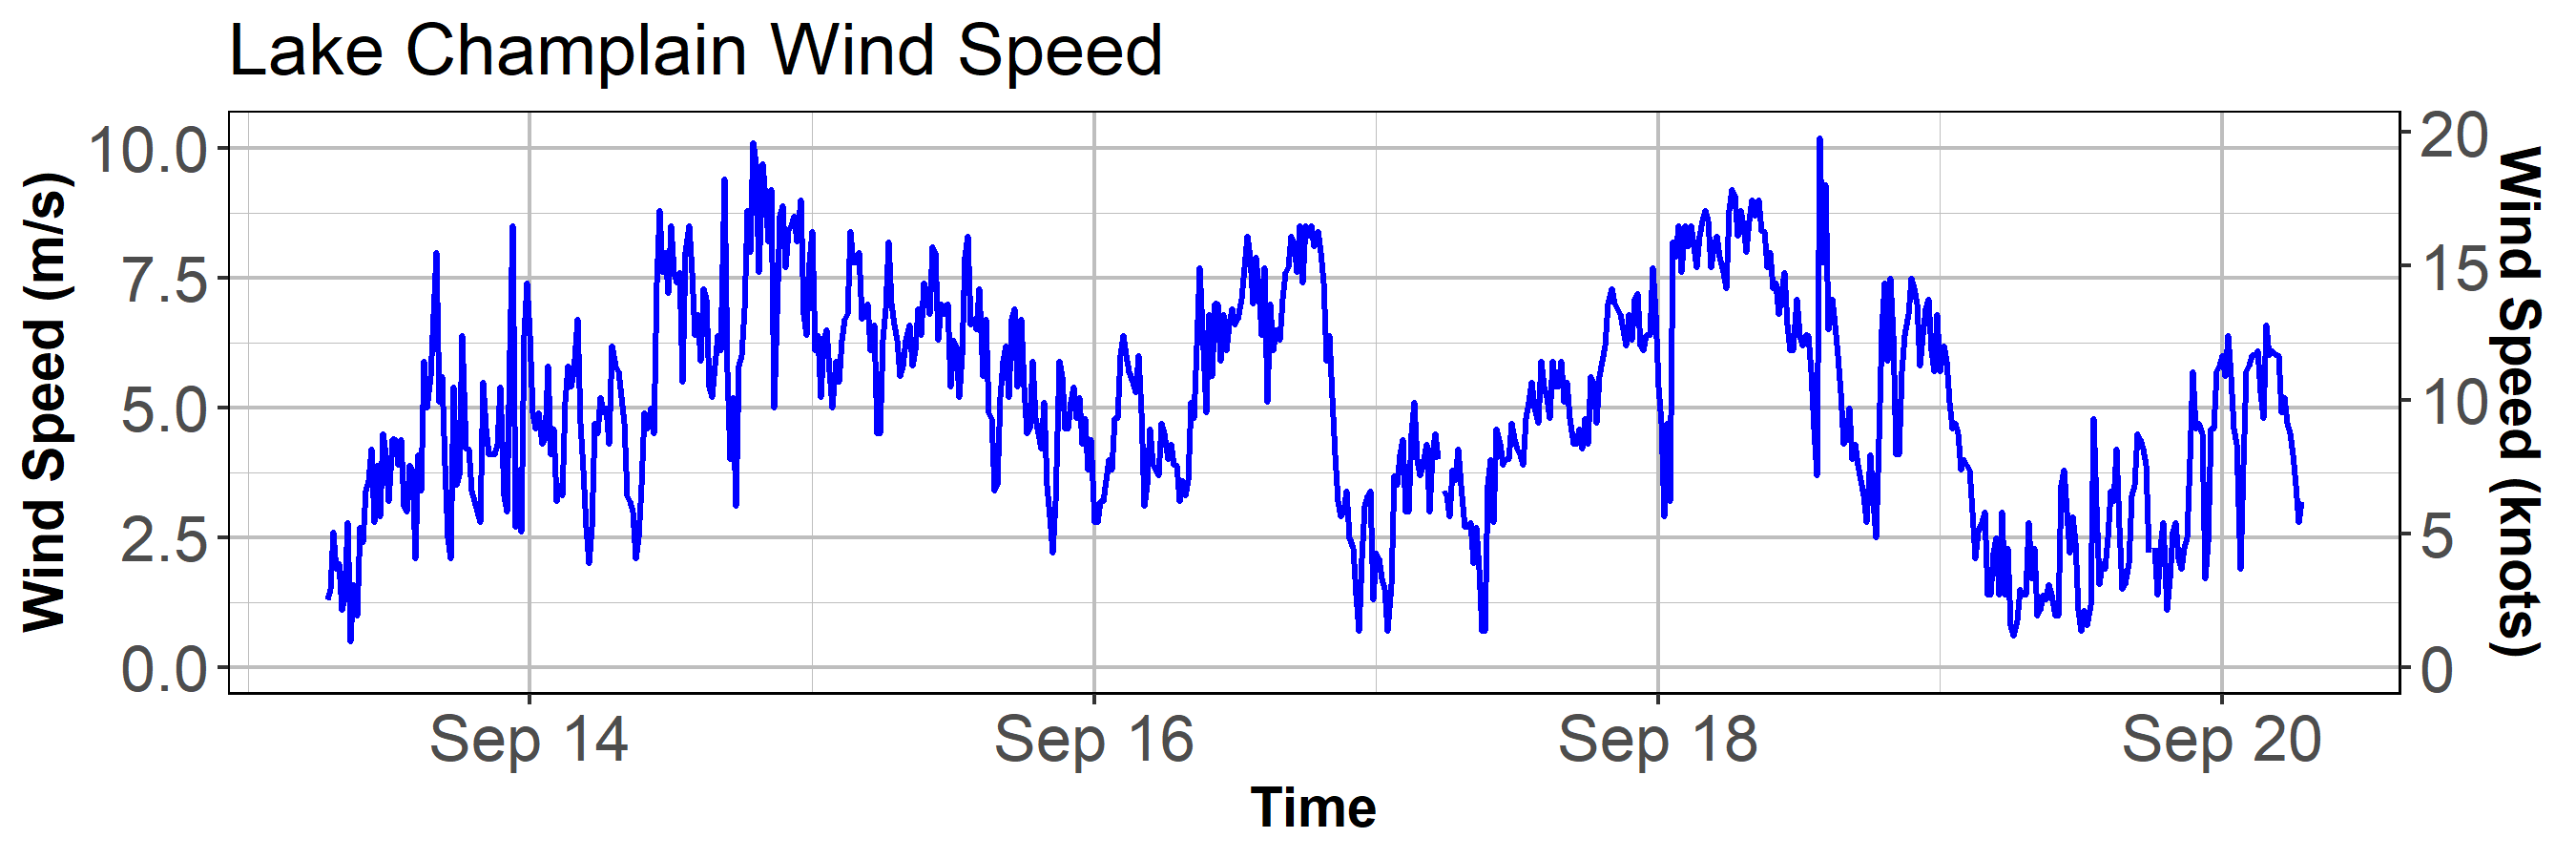 Lake Champlain Wind Speed
Wind Speed (m/s)
10.0
7.5
5.0
2.5
0.0
20
15
10
5
0
Wind Speed (knots)
Sep 14
Sep 16
Sep 18
Sep 20
Time